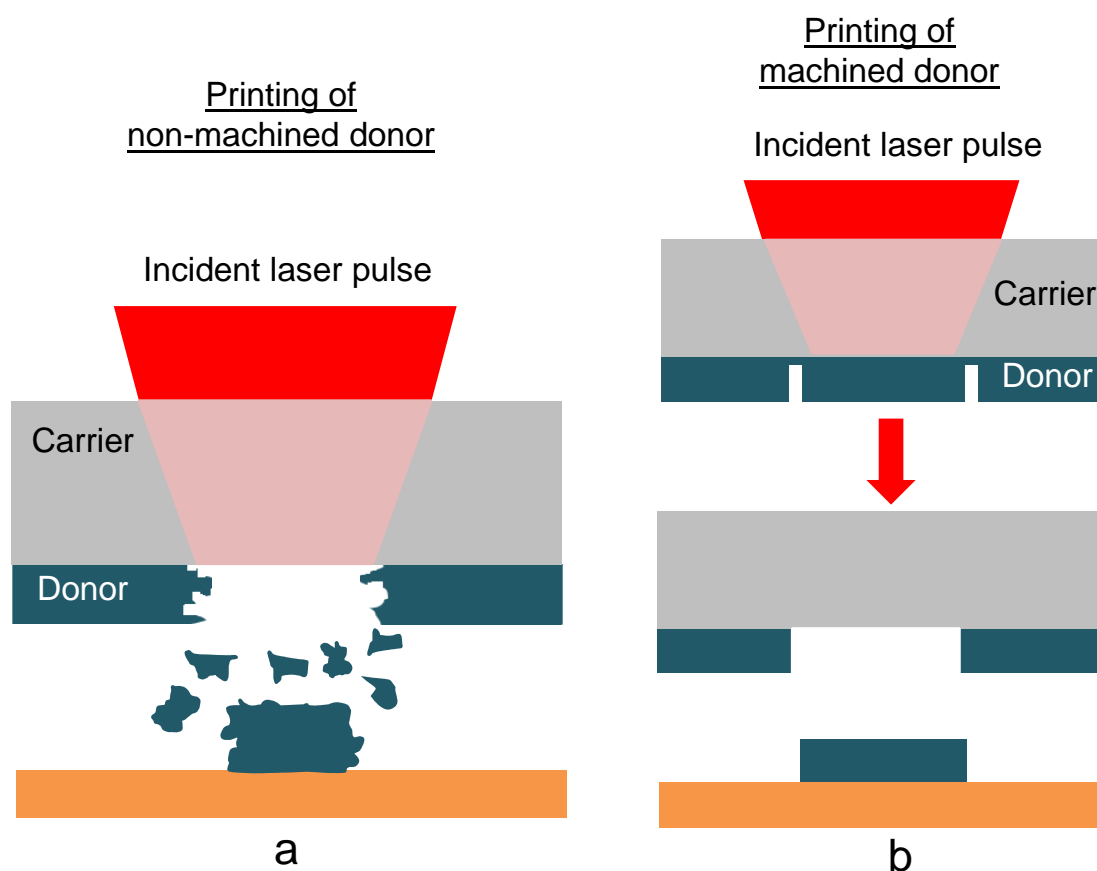 Printing of
non-machined donor
Incident laser pulse
Carrier
Donor
a
Printing of
machined donor
Incident laser pulse
Carrier
Donor
b